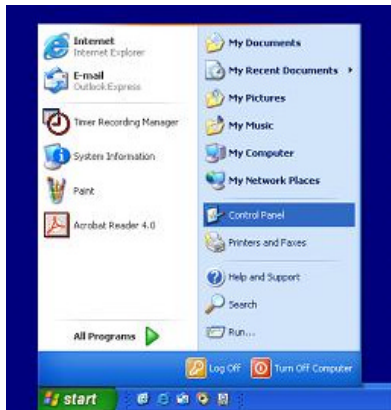 Internet
Internet Explorer
E-mail
Outlook Express
Timer Recording Manager
System Information
Paint
Acrobat Reader 4.0
All Programs
My Documents
My Recent Documents
My Pictures
My Music
My Computer
My Network Places
Control Panel
Printers and Faxes
Help and Support
Search
Run...
Log Off
Turn Off Computer
start